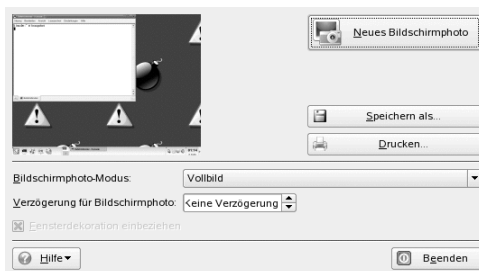 Neues Bildschirmphoto
Speichern als...
Drucken...
Bildschirmphoto-Modus: Vollbild
Verzögerung für Bildschirmphoto: Keine Verzögerung
Fensterdekoration einbeziehen
Hilfe
Beenden